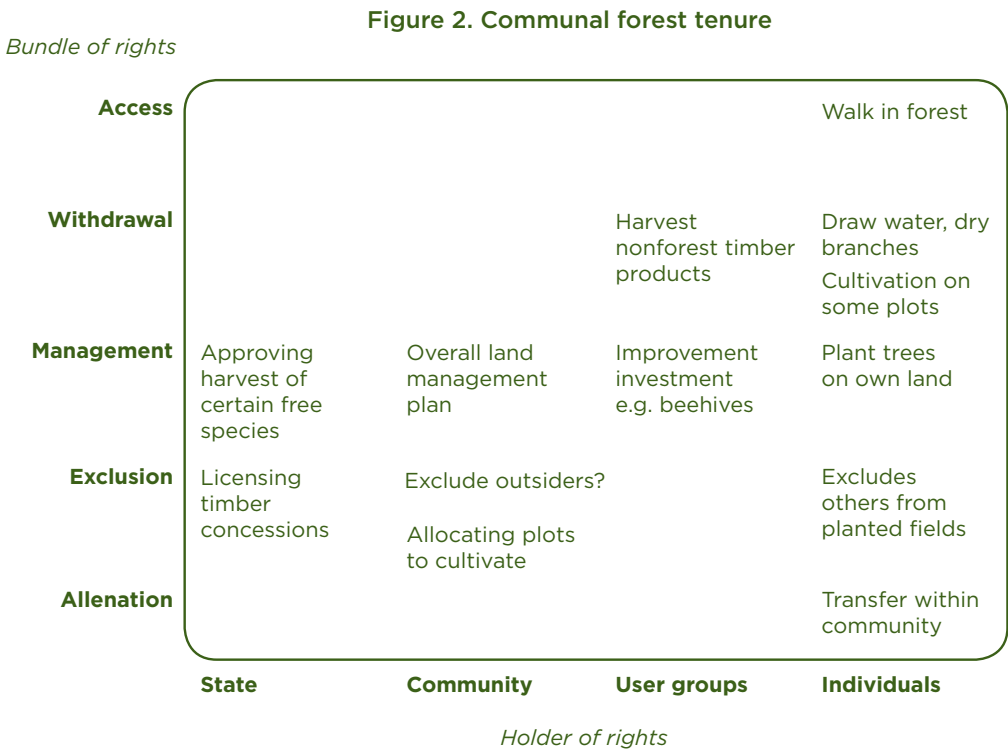 Figure 2. Communal forest tenure
Bundle of rights
Access
Walk in forest
Withdrawal
Harvest
nonforest timber
products
Draw water, dry
branches
Cultivation on
some plots
Management
Approving
harvest of
certain free
species
Overall land
management
plan
Improvement
investment
e.g. beehives
Plant trees
on own land
Exclusion
Licensing
timber
concessions
Exclude outsiders?
Allocating plots
to cultivate
Excludes
others from
planted fields
Allenation
Transfer within
community
State
Community
User groups
Individuals
Holder of rights